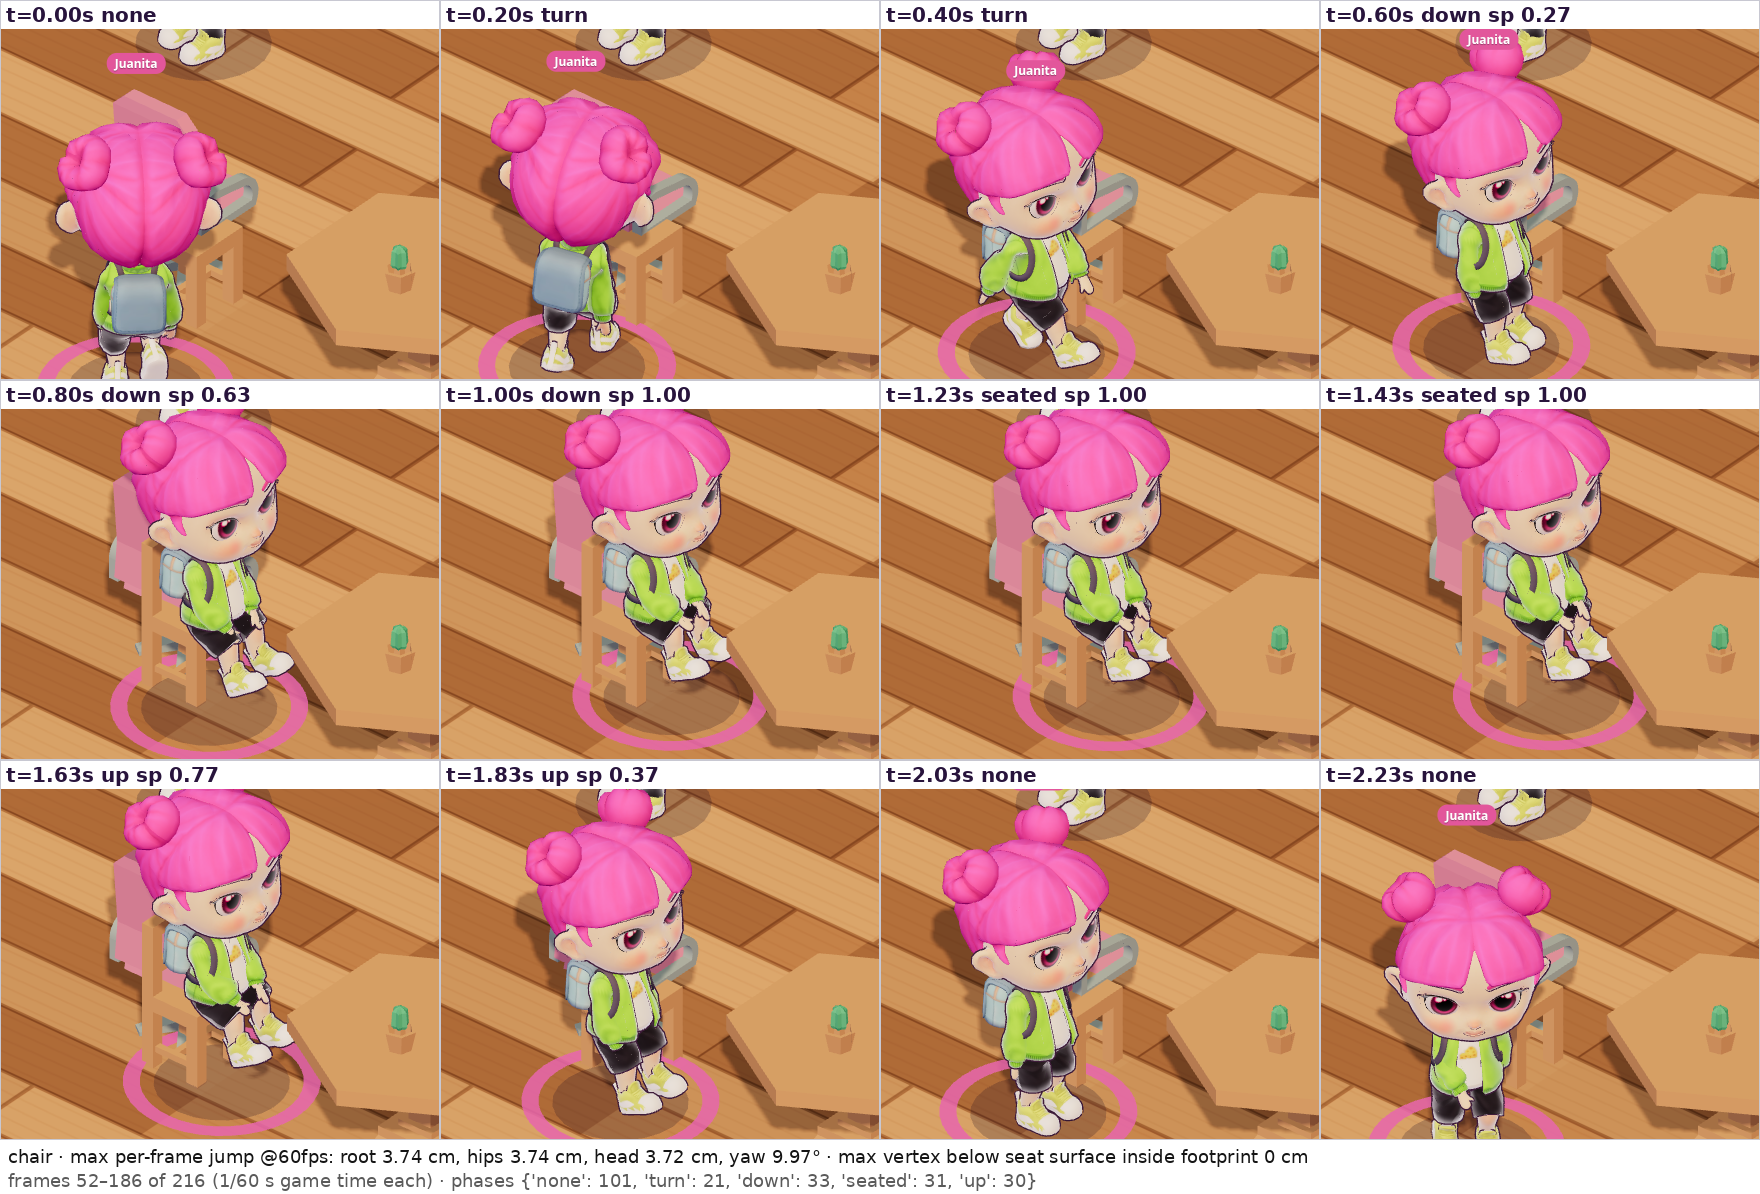 t=0.00s none
t=0.20s turn
t=0.40s turn
t=0.60s down sp 0.27
Juanita
Juanita
Juanita
Juanita
t=0.80s down sp 0.63
t=1.00s down sp 1.00
t=1.23s seated sp 1.00
t=1.43s seated sp 1.00
t=1.63s up sp 0.77
t=1.83s up sp 0.37
t=2.03s none
t=2.23s none
Juanita
chair · max per-frame jump @60fps: root 3.74 cm, hips 3.74 cm, head 3.72 cm, yaw 9.97° · max vertex below seat surface inside footprint 0 cm
frames 52–186 of 216 (1/60 s game time each) · phases {'none': 101, 'turn': 21, 'down': 33, 'seated': 31, 'up': 30}